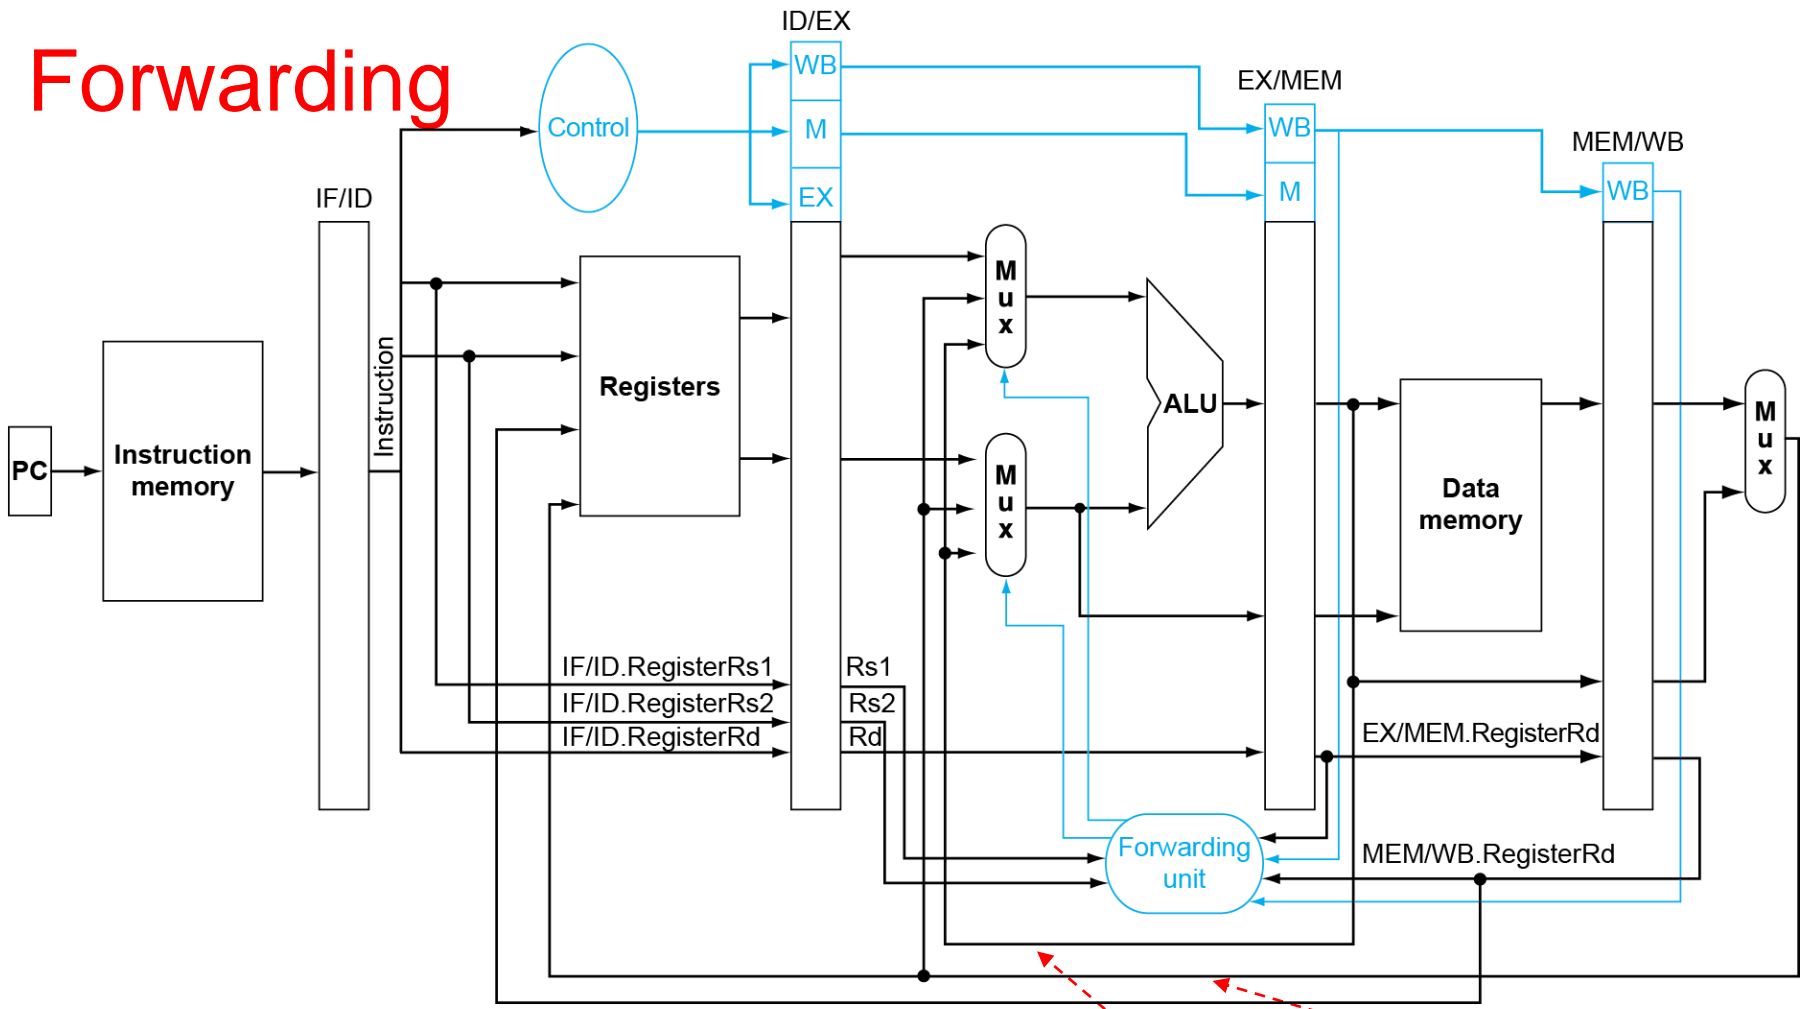 Forwarding
ID/EX
WB
M
EX
Control
EX/MEM
WB
M
MEM/WB
WB
IF/ID
Instruction
PC
Instruction
memory
Registers
M
u
x
M
u
x
ALU
Data
memory
M
u
x
IF/ID.RegisterRs1
IF/ID.RegisterRs2
IF/ID.RegisterRd
Rs1
Rs2
Rd
EX/MEM.RegisterRd
Forwarding
unit
MEM/WB.RegisterRd